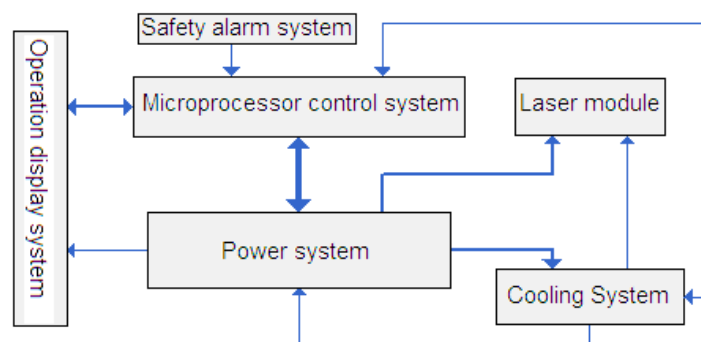 Safety alarm system
Operation display system
Microprocessor control system
Laser module
Power system
Cooling System